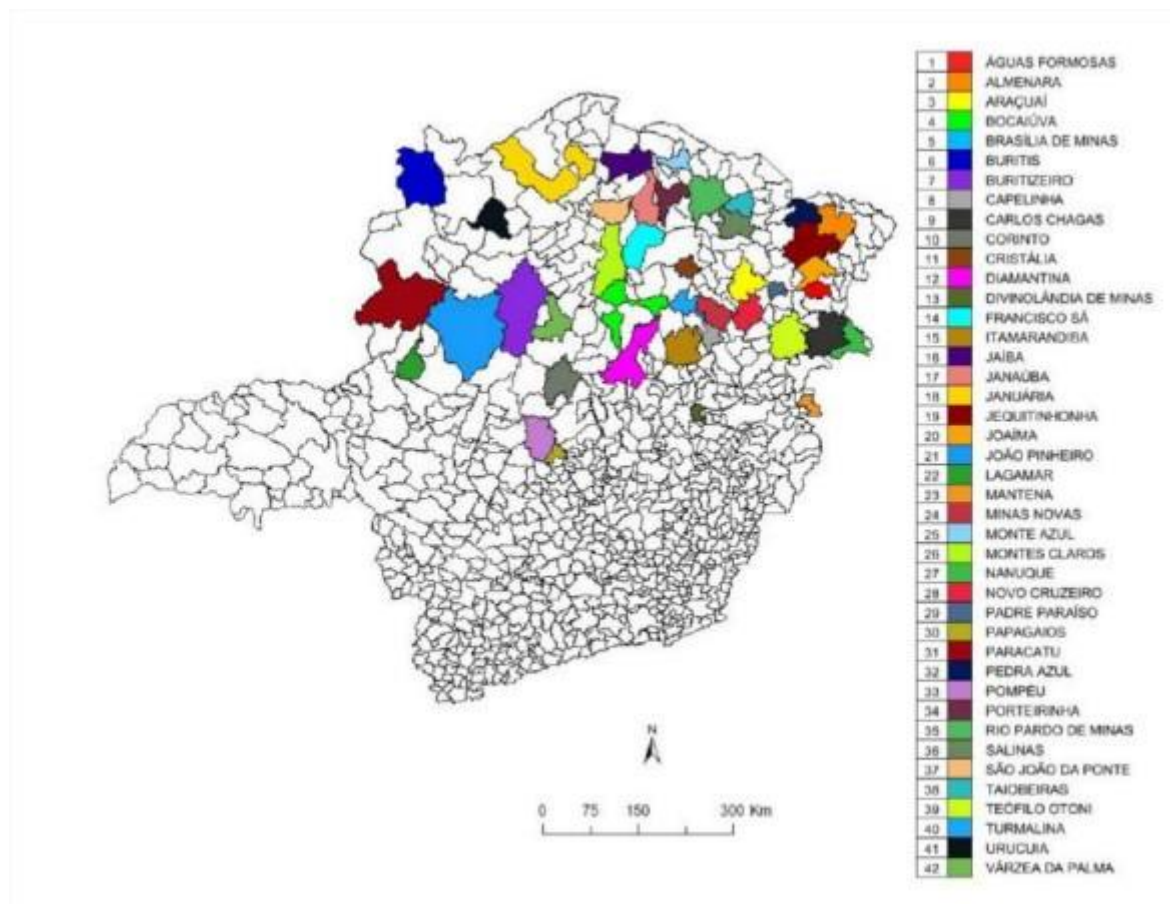 1 ÁGUAS FORMOSAS
2 ALMENARA
3 ARAÇUAÍ
4 BOCAIÚVA
5 BRASÍLIA DE MINAS
6 BURITIS
7 BURITIZEIRO
8 CAPELINHA
9 CARLOS CHAGAS
10 CORINTO
11 CRISTÁLIA
12 DIAMANTINA
13 DIVINOLÂNDIA DE MINAS
14 FRANCISCO SÁ
15 ITAMARANDIBA
16 JAÍBA
17 JANAÚBA
18 JANUÁRIA
19 JEQUITINHONHA
20 JOAÍMA
21 JOÃO PINHEIRO
22 LAGAMAR
23 MANTENA
24 MINAS NOVAS
25 MONTE AZUL
26 MONTES CLAROS
27 NANUQUE
28 NOVO CRUZEIRO
29 PADRE PARAÍSO
30 PAPAGAIOS
31 PARACATU
32 PEDRA AZUL
33 POMPÉU
34 PORTEIRINHA
35 RIO PARDO DE MINAS
36 SALINAS
37 SÃO JOÃO DA PONTE
38 TAIOBEIRAS
39 TEÓFILO OTONI
40 TURMALINA
41 URUCUIA
42 VÁRZEA DA PALMA
N
0 75 150 300 Km